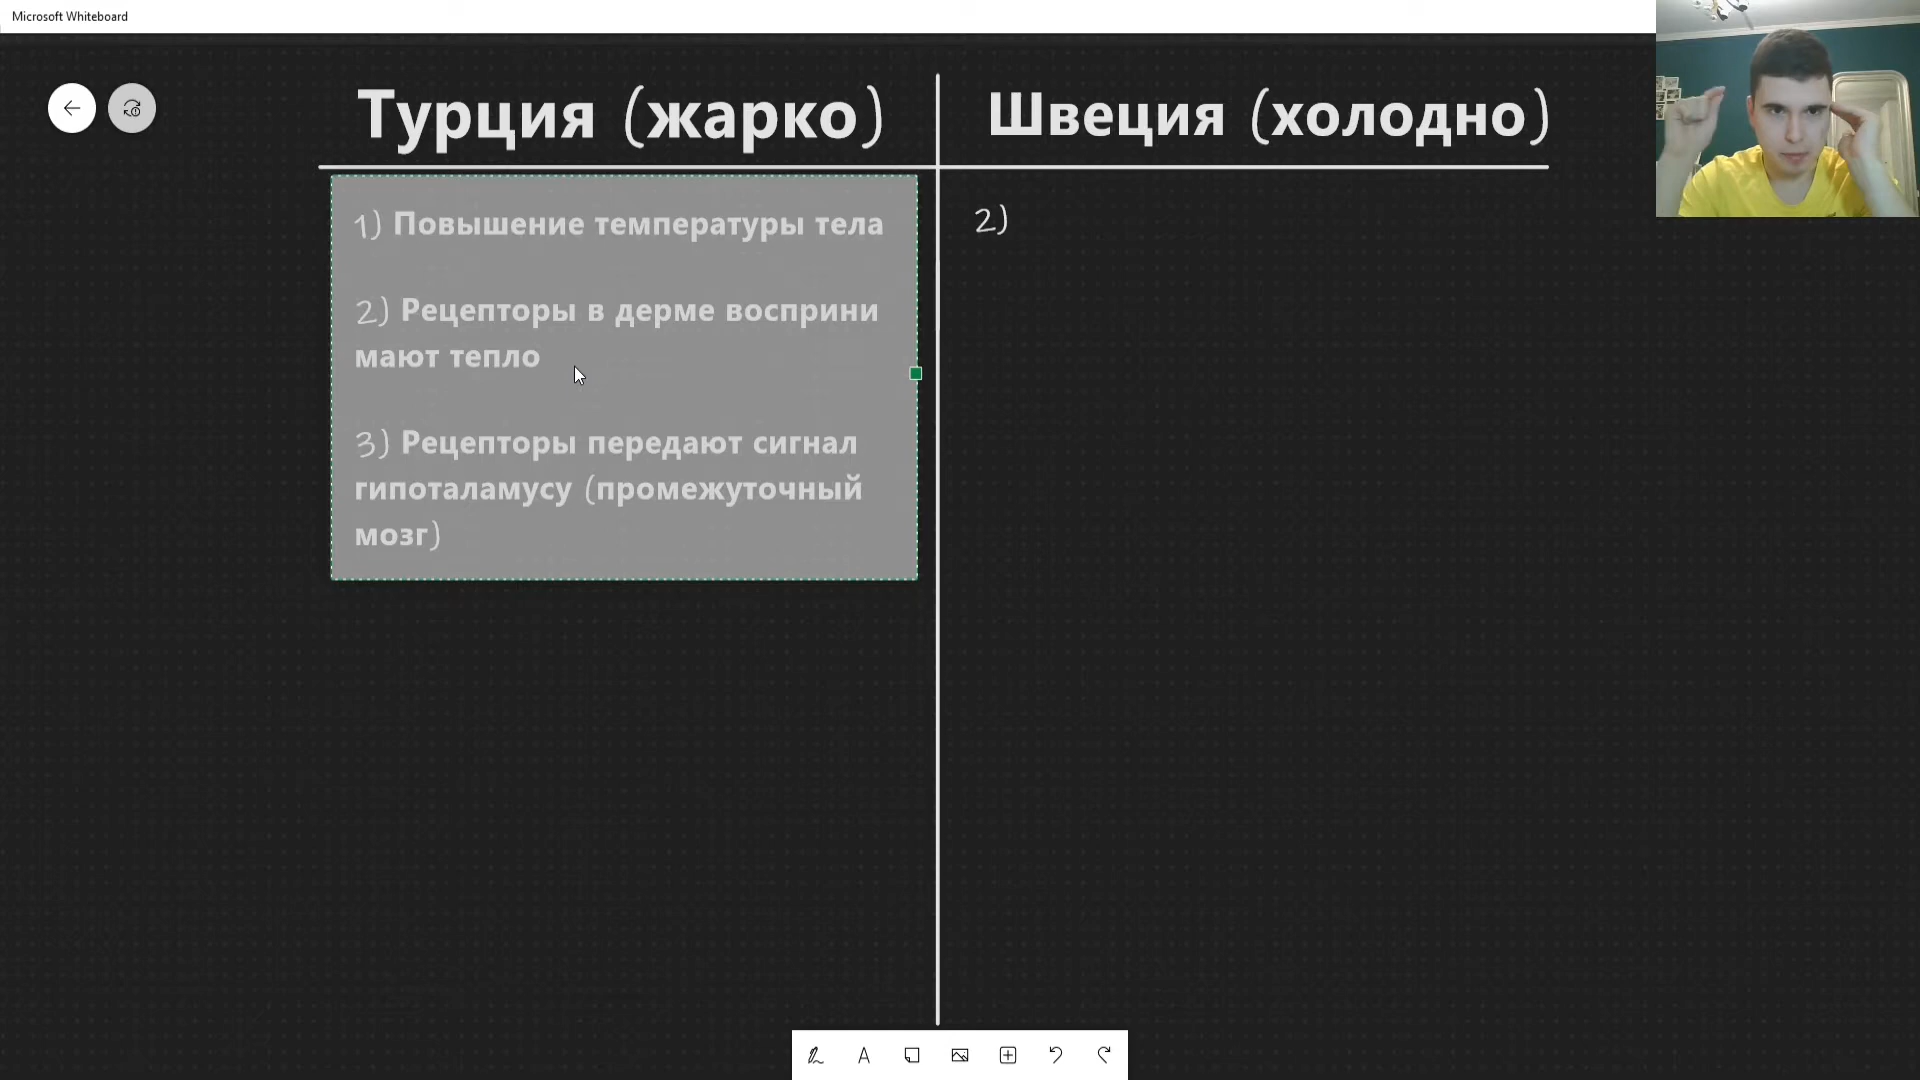 Microsoft Whiteboard
Турция (жарко)
Швеция (холодно)
1) Повышение температуры тела
2) Рецепторы в дерме восприни
мают тепло
3) Рецепторы передают сигнал
гипоталамусу (промежуточный
мозг)
2)